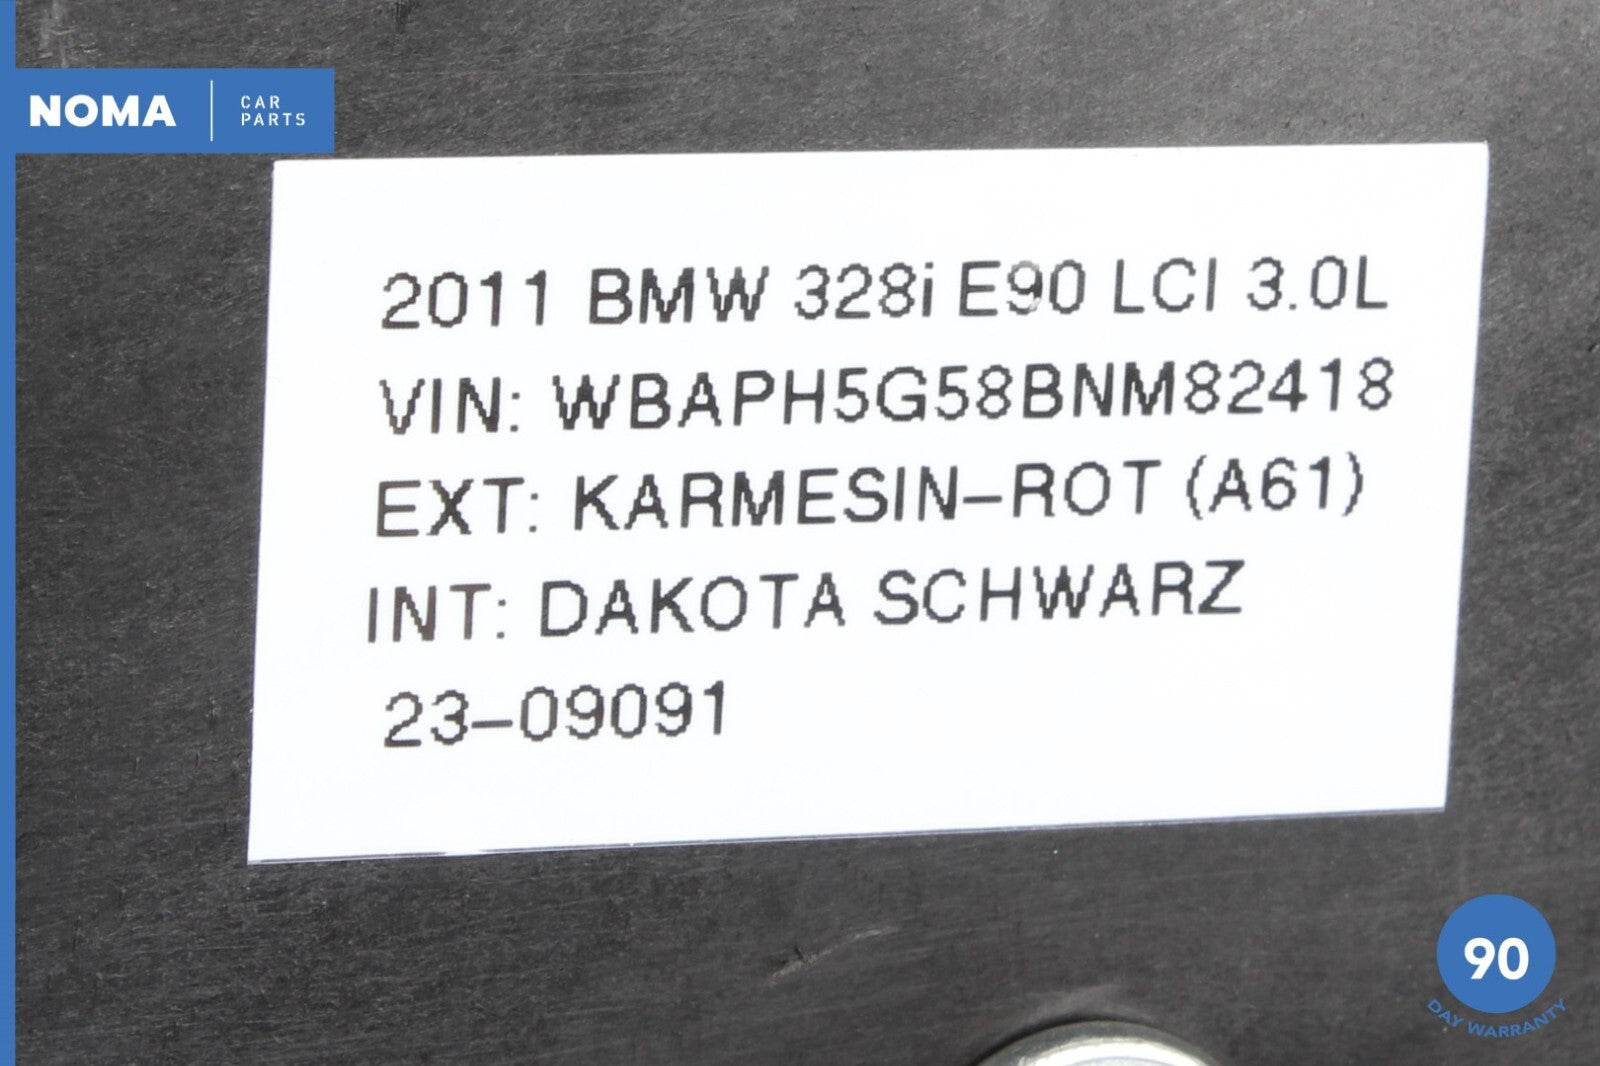 NOMA
CAR
PARTS
2011 BMW 328i E90 LCI 3.0L
VIN: WBAPH5G58BNM82418
EXT: KARMESIN-ROT (A61)
INT: DAKOTA SCHWARZ
23-09091
90
DAY WARRANTY